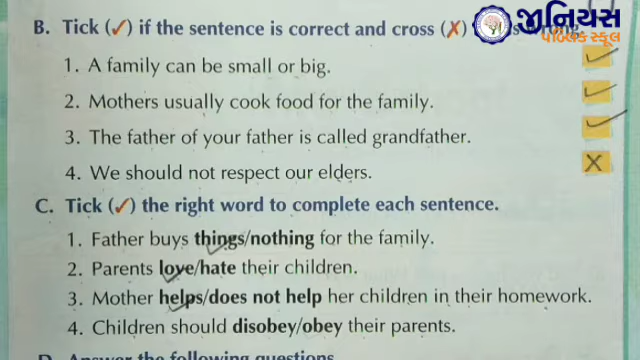 જીનિયસ
પબ્લિક સ્કૂલ
B. Tick (✓) if the sentence is correct and cross (✗)
1. A family can be small or big. ✓
2. Mothers usually cook food for the family. ✓
3. The father of your father is called grandfather. ✓
4. We should not respect our elders. X
C. Tick (✓) the right word to complete each sentence.
1. Father buys things/nothing for the family.
2. Parents love/hate their children.
3. Mother helps/does not help her children in their homework.
4. Children should disobey/obey their parents.
D. Answer the following questions